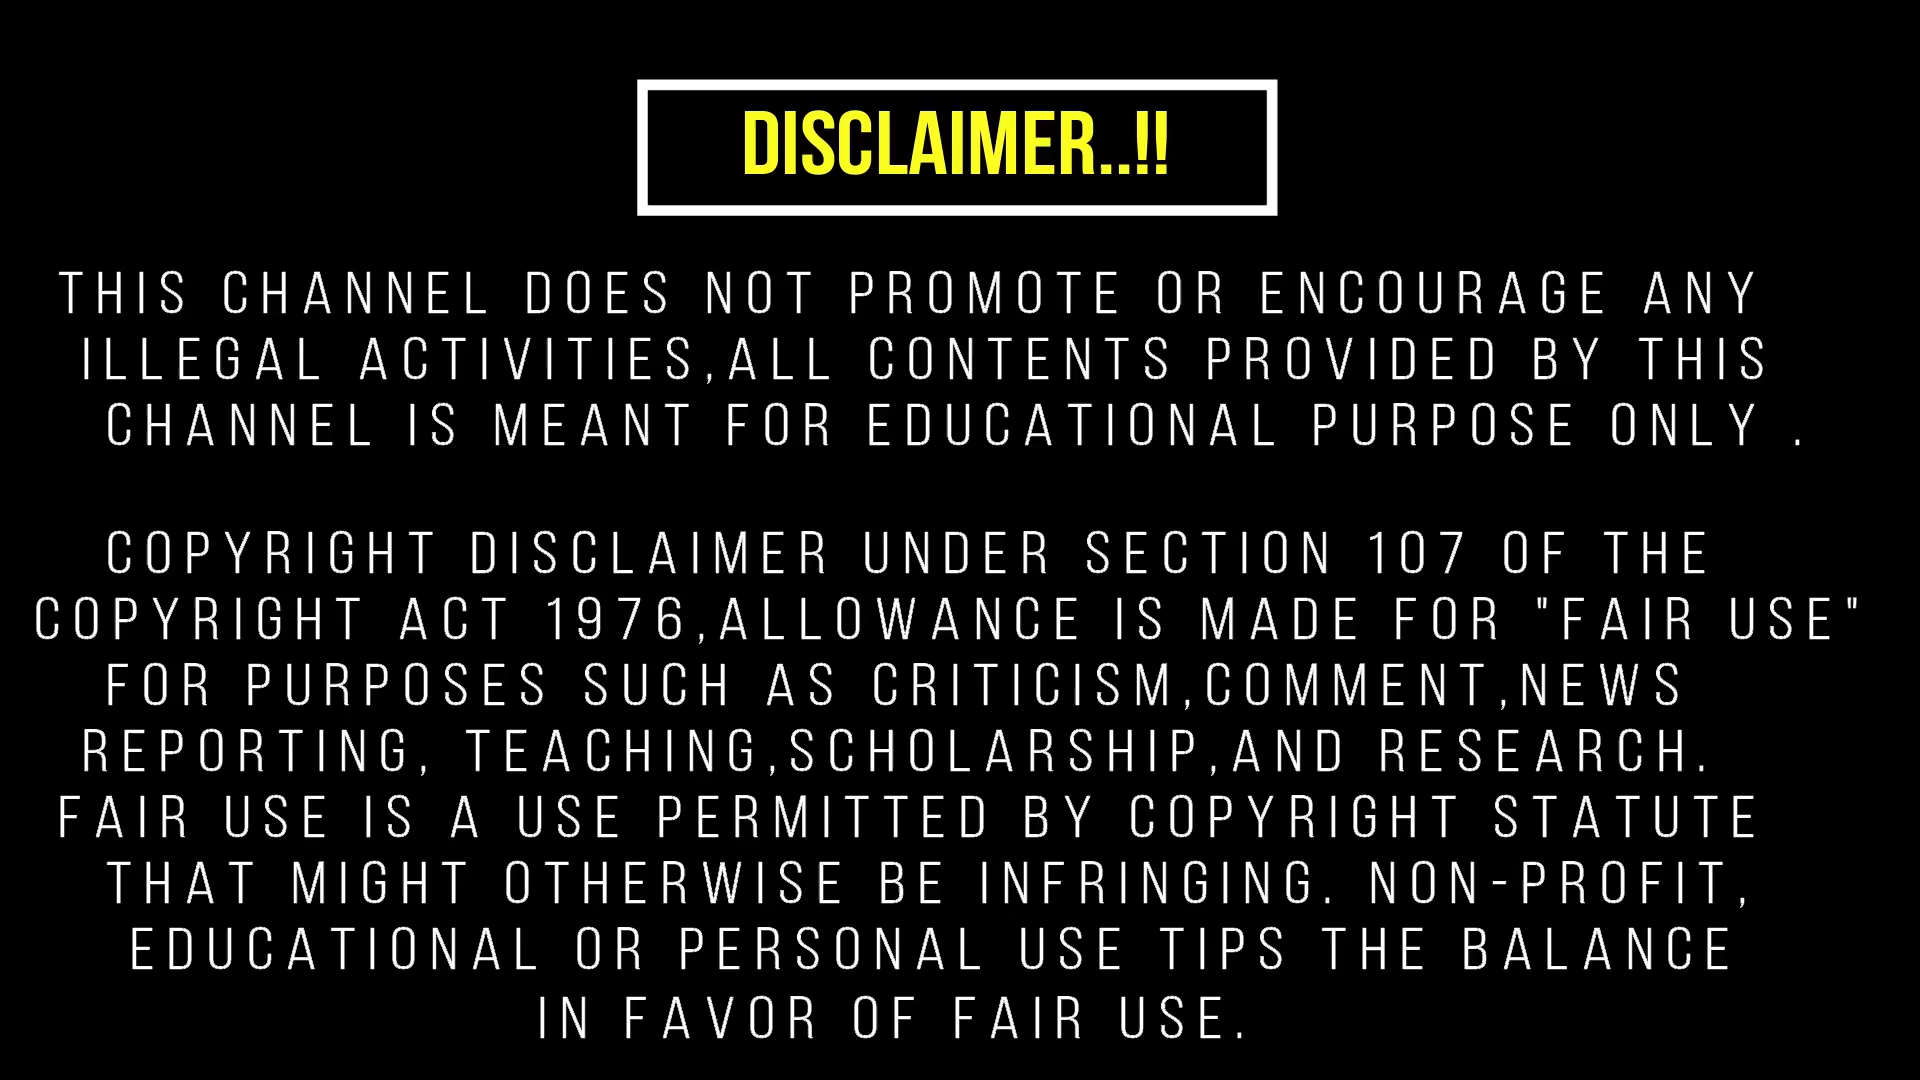 DISCLAIMER..!!
THIS CHANNEL DOES NOT PROMOTE OR ENCOURAGE ANY
ILLEGAL ACTIVITIES,ALL CONTENTS PROVIDED BY THIS
CHANNEL IS MEANT FOR EDUCATIONAL PURPOSE ONLY .
COPYRIGHT DISCLAIMER UNDER SECTION 107 OF THE
COPYRIGHT ACT 1976,ALLOWANCE IS MADE FOR "FAIR USE"
FOR PURPOSES SUCH AS CRITICISM,COMMENT,NEWS
REPORTING, TEACHING,SCHOLARSHIP,AND RESEARCH.
FAIR USE IS A USE PERMITTED BY COPYRIGHT STATUTE
THAT MIGHT OTHERWISE BE INFRINGING. NON-PROFIT,
EDUCATIONAL OR PERSONAL USE TIPS THE BALANCE
IN FAVOR OF FAIR USE.